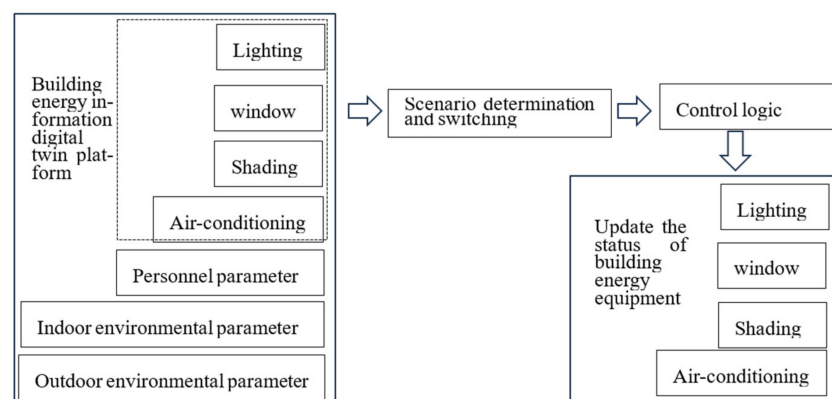 Lighting
Building
energy in-
formation
digital
twin plat-
form
window
Shading
Air-conditioning
Personnel parameter
Indoor environmental parameter
Outdoor environmental parameter
Scenario determination
and switching
Control logic
Update the
status of
building
energy
equipment
Lighting
window
Shading
Air-conditioning